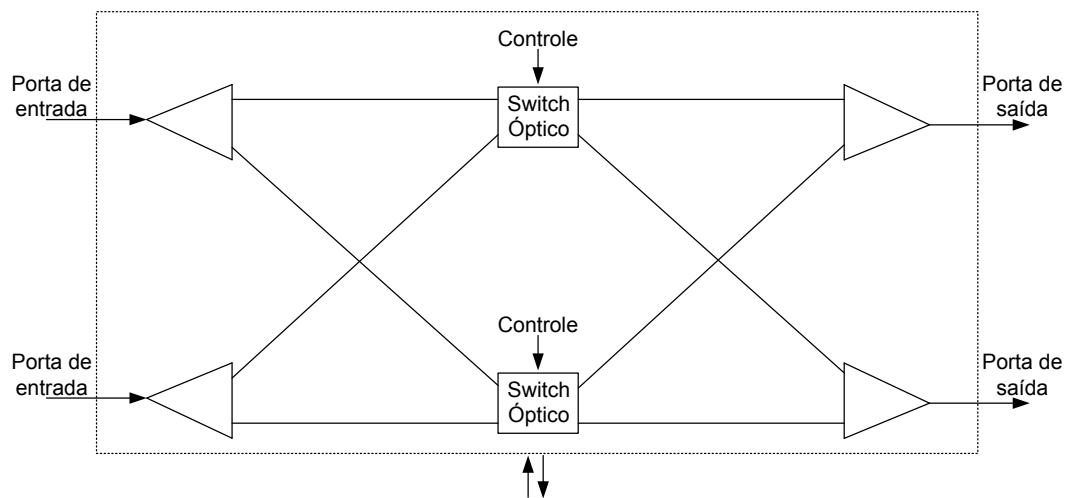 Controle
Porta de
entrada
Switch
Óptico
Porta de
saída
Controle
Porta de
entrada
Switch
Óptico
Porta de
saída